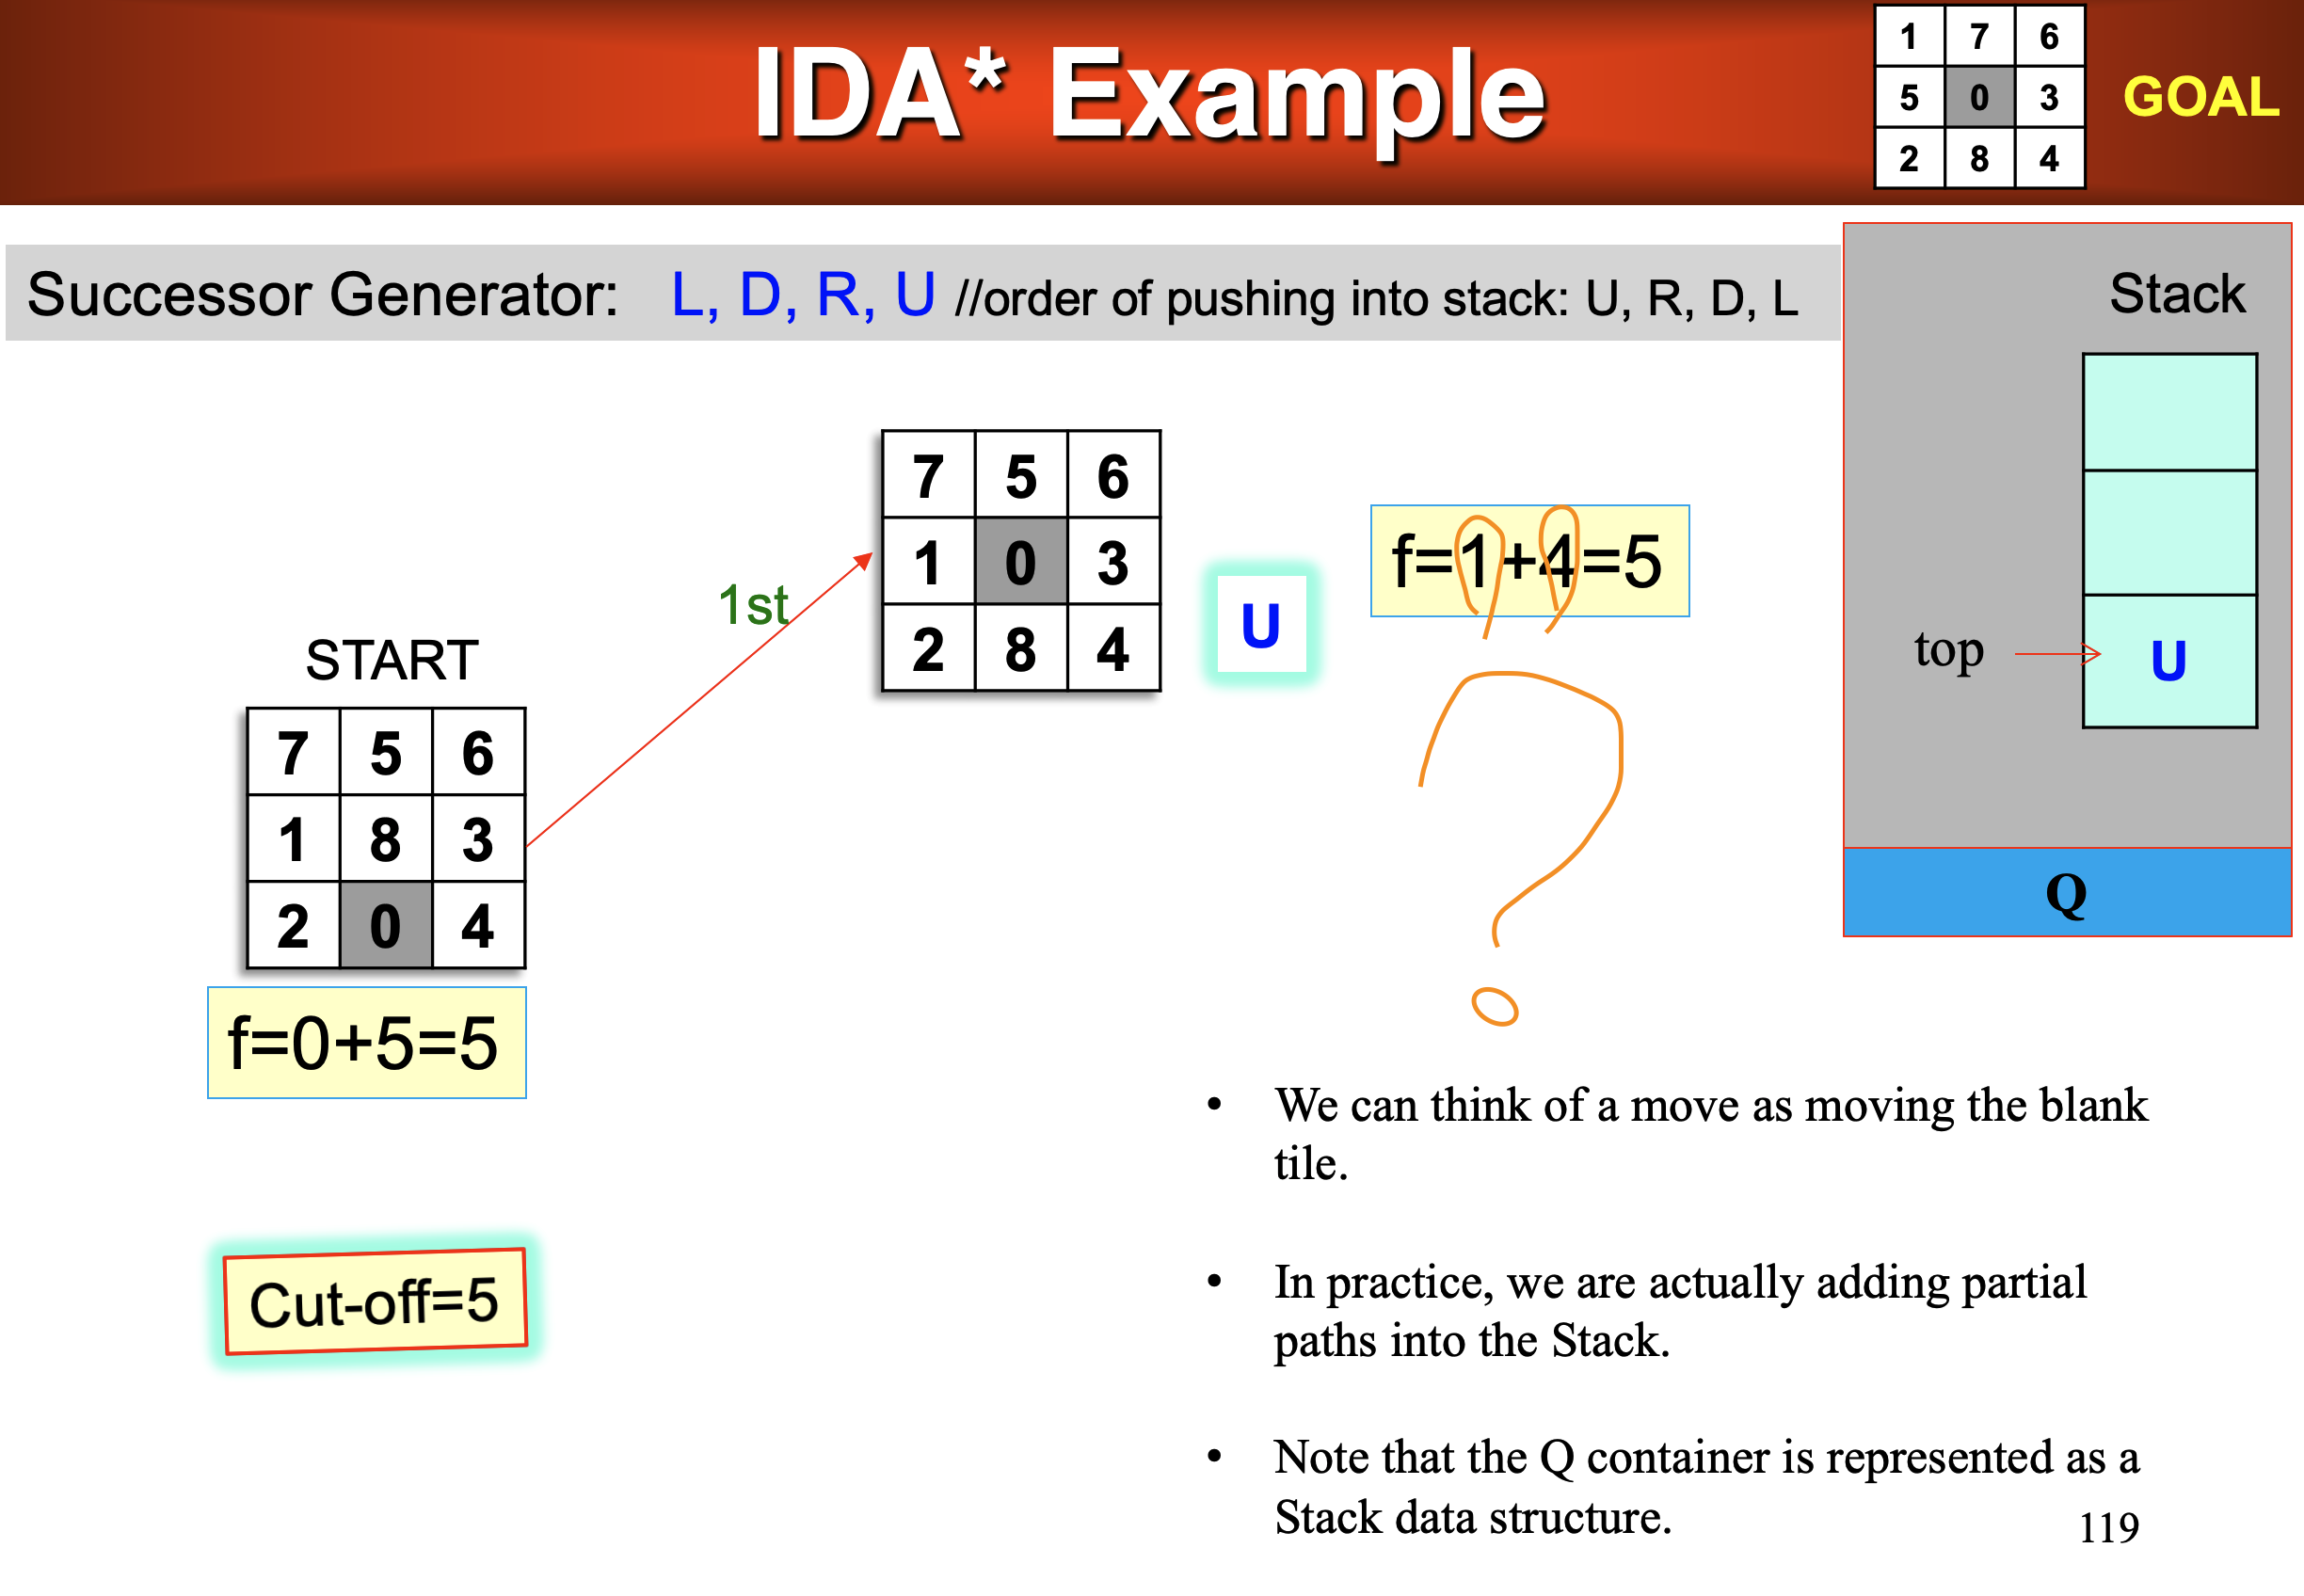 IDA* Example
1 7 6
5 0 3
2 8 4
GOAL
Successor Generator: L, D, R, U //order of pushing into stack: U, R, D, L
Stack
7 5 6
1 0 3
2 8 4
U
f=1+4=5
1st
top
U
Q
START
7 5 6
1 8 3
2 0 4
f=0+5=5
Cut-off=5
?
• We can think of a move as moving the blank
tile.
• In practice, we are actually adding partial
paths into the Stack.
• Note that the Q container is represented as a
Stack data structure.
119